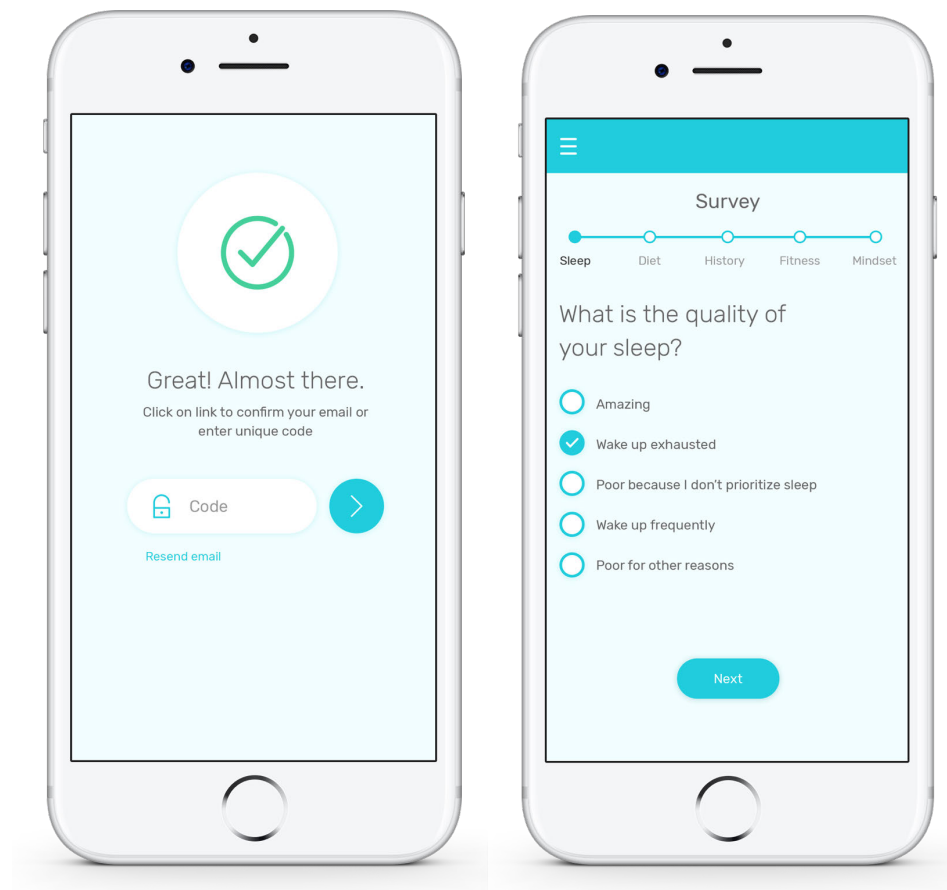 Great! Almost there.
Click on link to confirm your email or
enter unique code
Code
Resend email
Survey
Sleep Diet History Fitness Mindset
What is the quality of
your sleep?
Amazing
Wake up exhausted
Poor because I don't prioritize sleep
Wake up frequently
Poor for other reasons
Next